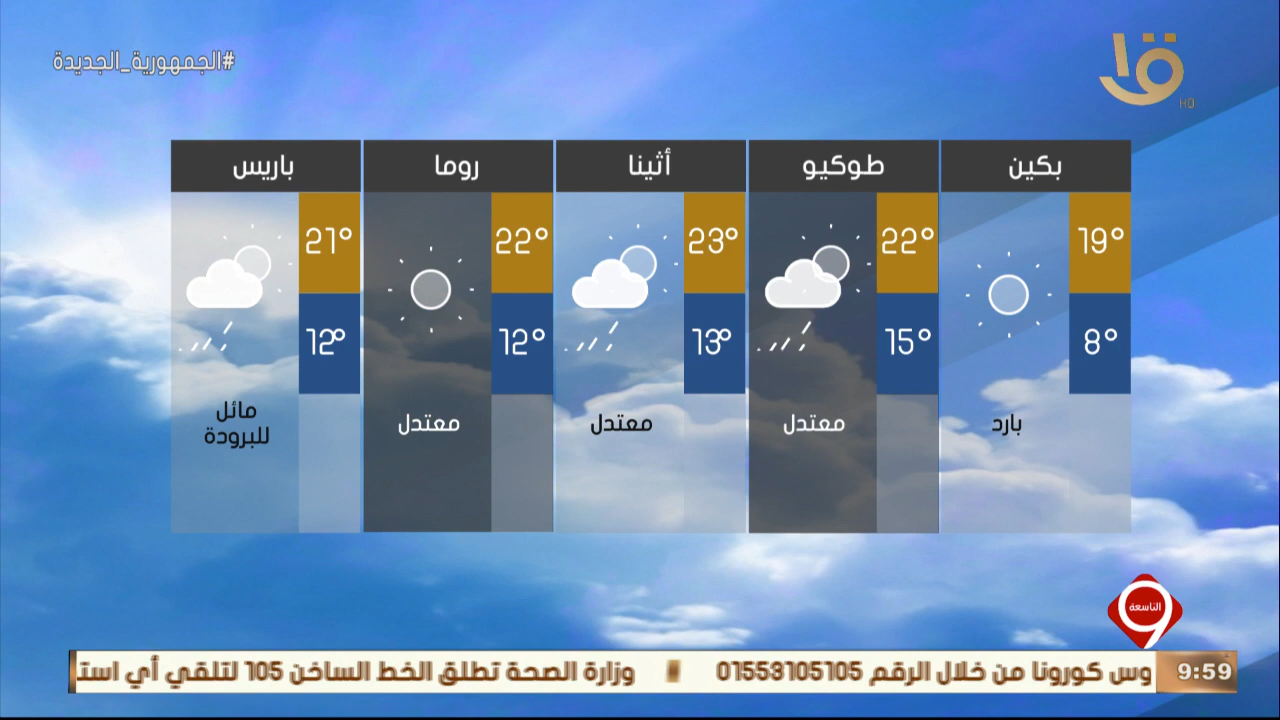 #الجمهورية_الجديدة
HD
بكين
طوكيو
أثينا
روما
باريس
19°
22°
23°
22°
21°
8°
15°
13°
12°
12°
بارد
معتدل
معتدل
معتدل
مائل
للبرودة
التاسعة
9
9:59
وس كورونا من خلال الرقم 01553105105 وزارة الصحة تطلق الخط الساخن 105 لتلقي أي است